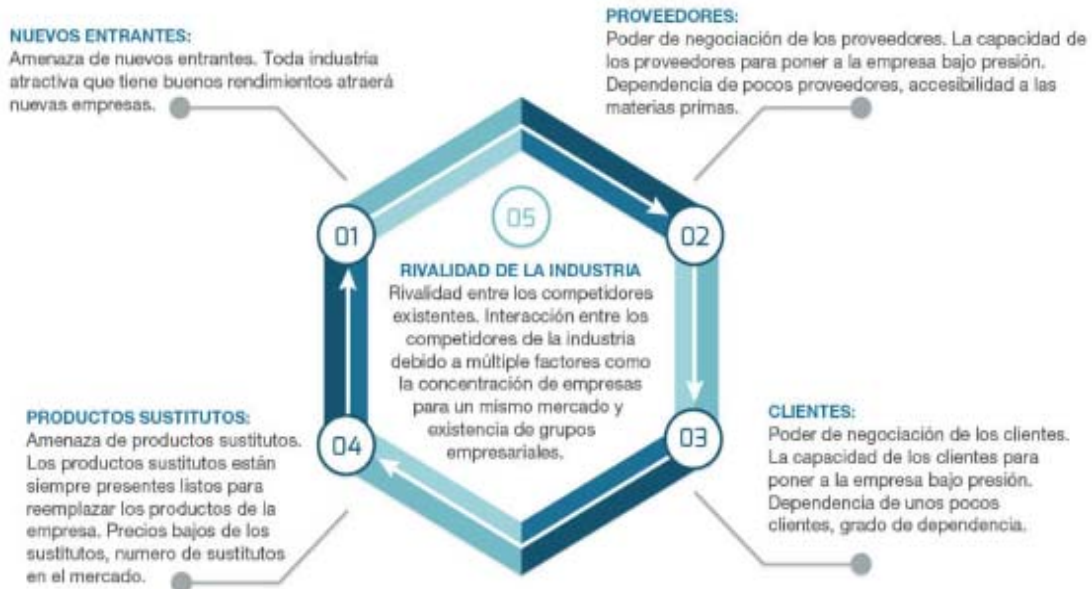 NUEVOS ENTRANTES:
Amenaza de nuevos entrantes. Toda industria
atractiva que tiene buenos rendimientos atraerá
nuevas empresas.
01
PROVEEDORES:
Poder de negociación de los proveedores. La capacidad de
los proveedores para poner a la empresa bajo presión.
Dependencia de pocos proveedores, accesibilidad a las
materias primas.
02
CLIENTES:
Poder de negociación de los clientes.
La capacidad de los clientes para
poner a la empresa bajo presión.
Dependencia de unos pocos
clientes, grado de dependencia.
03
PRODUCTOS SUSTITUTOS:
Amenaza de productos sustitutos.
Los productos sustitutos están
siempre presentes listos para
reemplazar los productos de la
empresa. Precios bajos de los
sustitutos, numero de sustitutos
en el mercado.
04
05
RIVALIDAD DE LA INDUSTRIA
Rivalidad entre los competidores
existentes. Interacción entre los
competidores de la industria
debido a múltiple factores como
la concentración de empresas
para un mismo mercado y
existencia de grupos
empresariales.